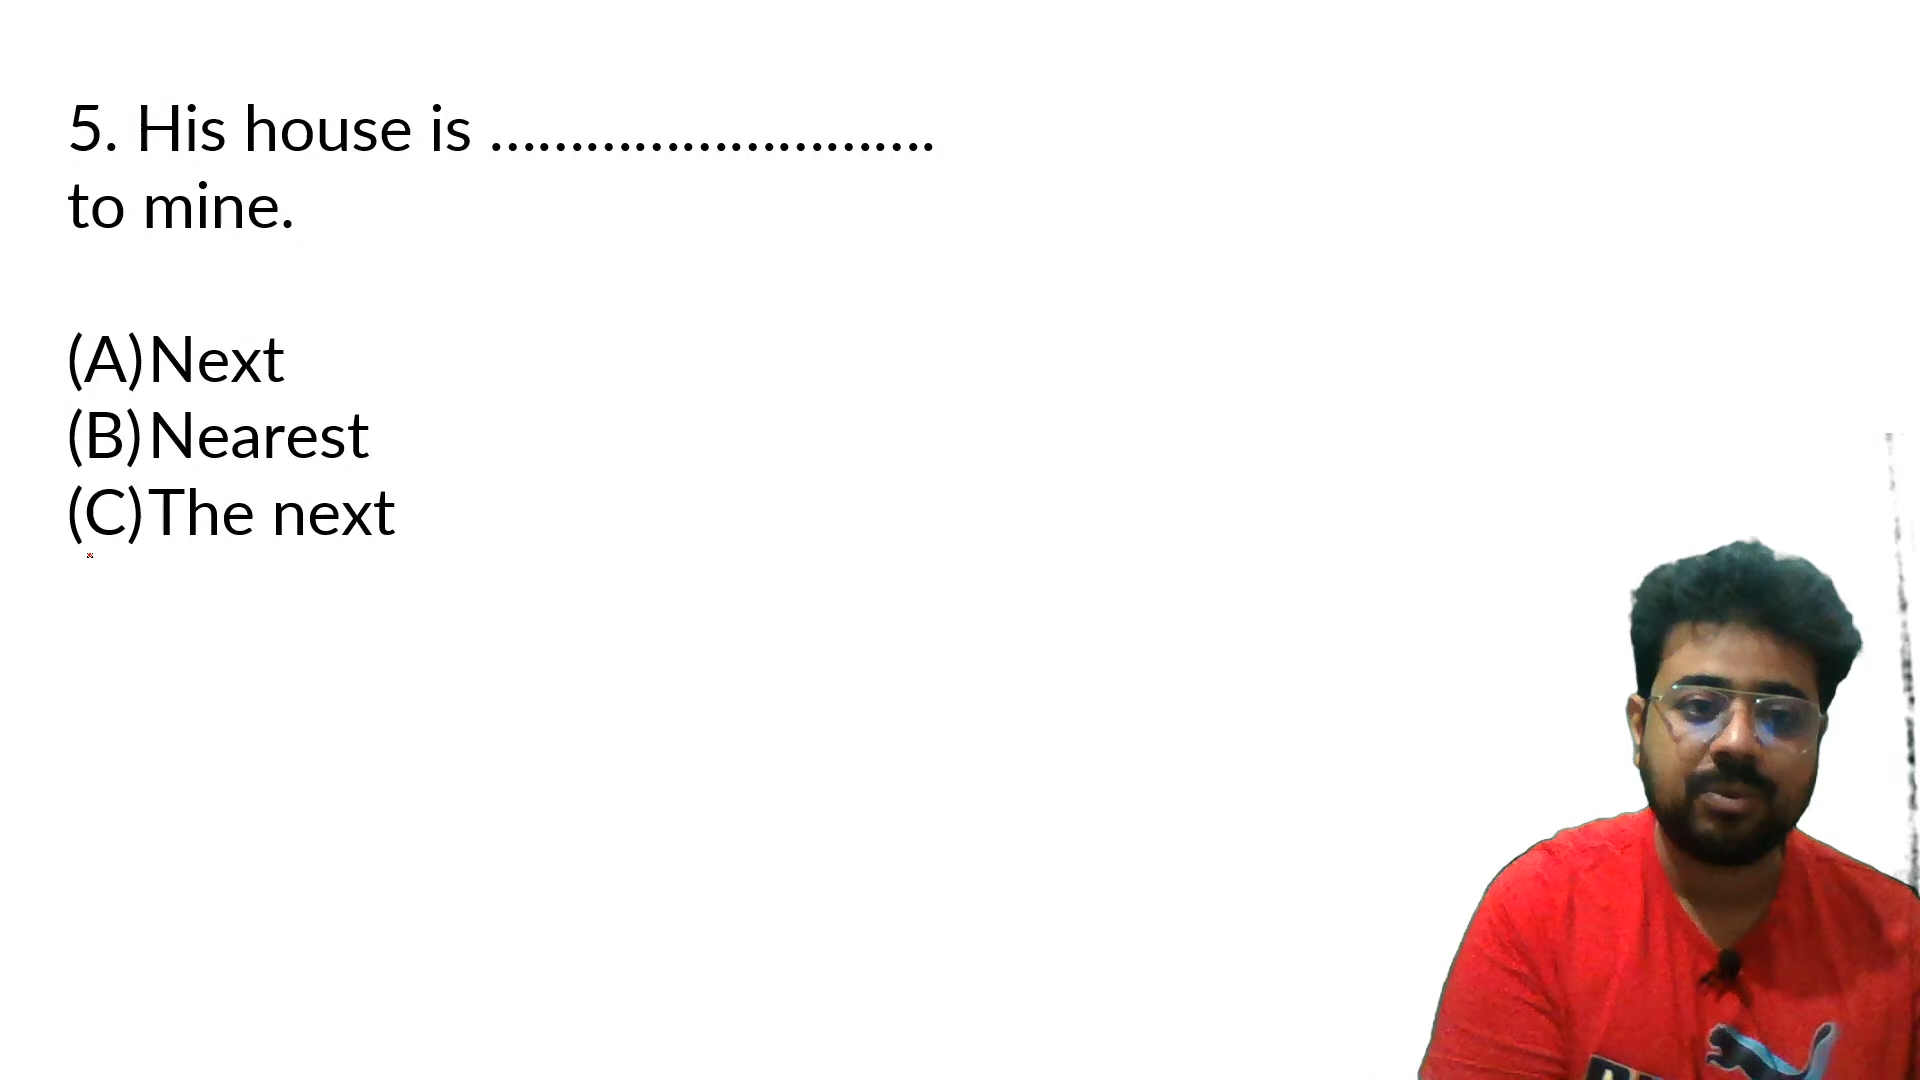 5. His house is ............................
to mine.
(A)Next
(B)Nearest
(C)The next